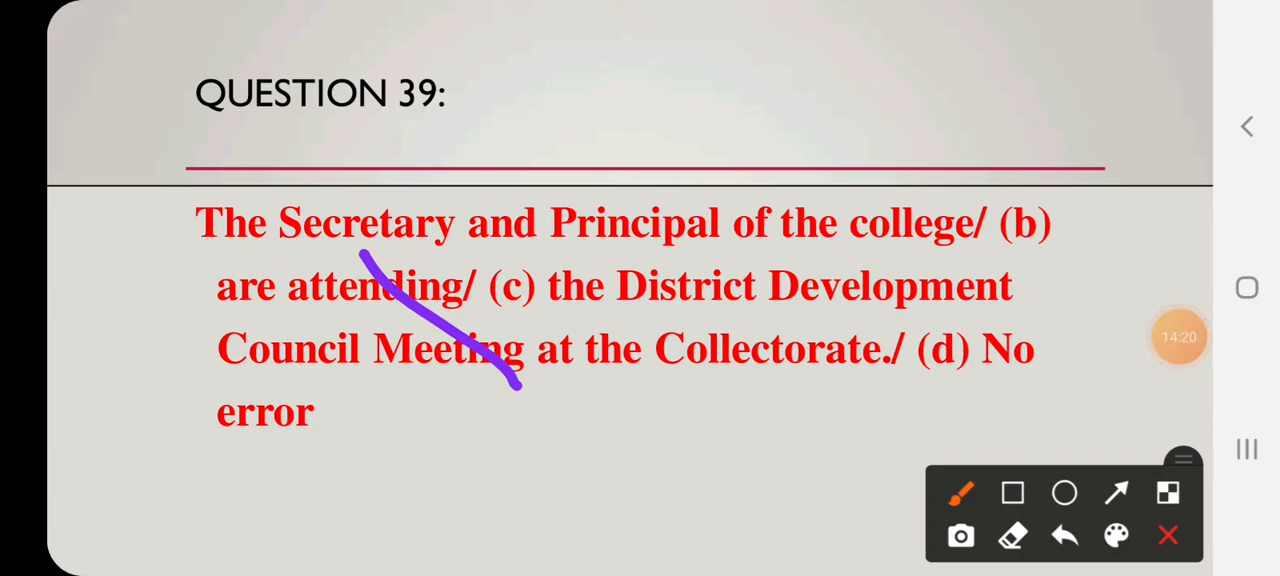 QUESTION 39:
The Secretary and Principal of the college/ (b)
are attending/ (c) the District Development
Council Meeting at the Collectorate./ (d) No
error
14:20